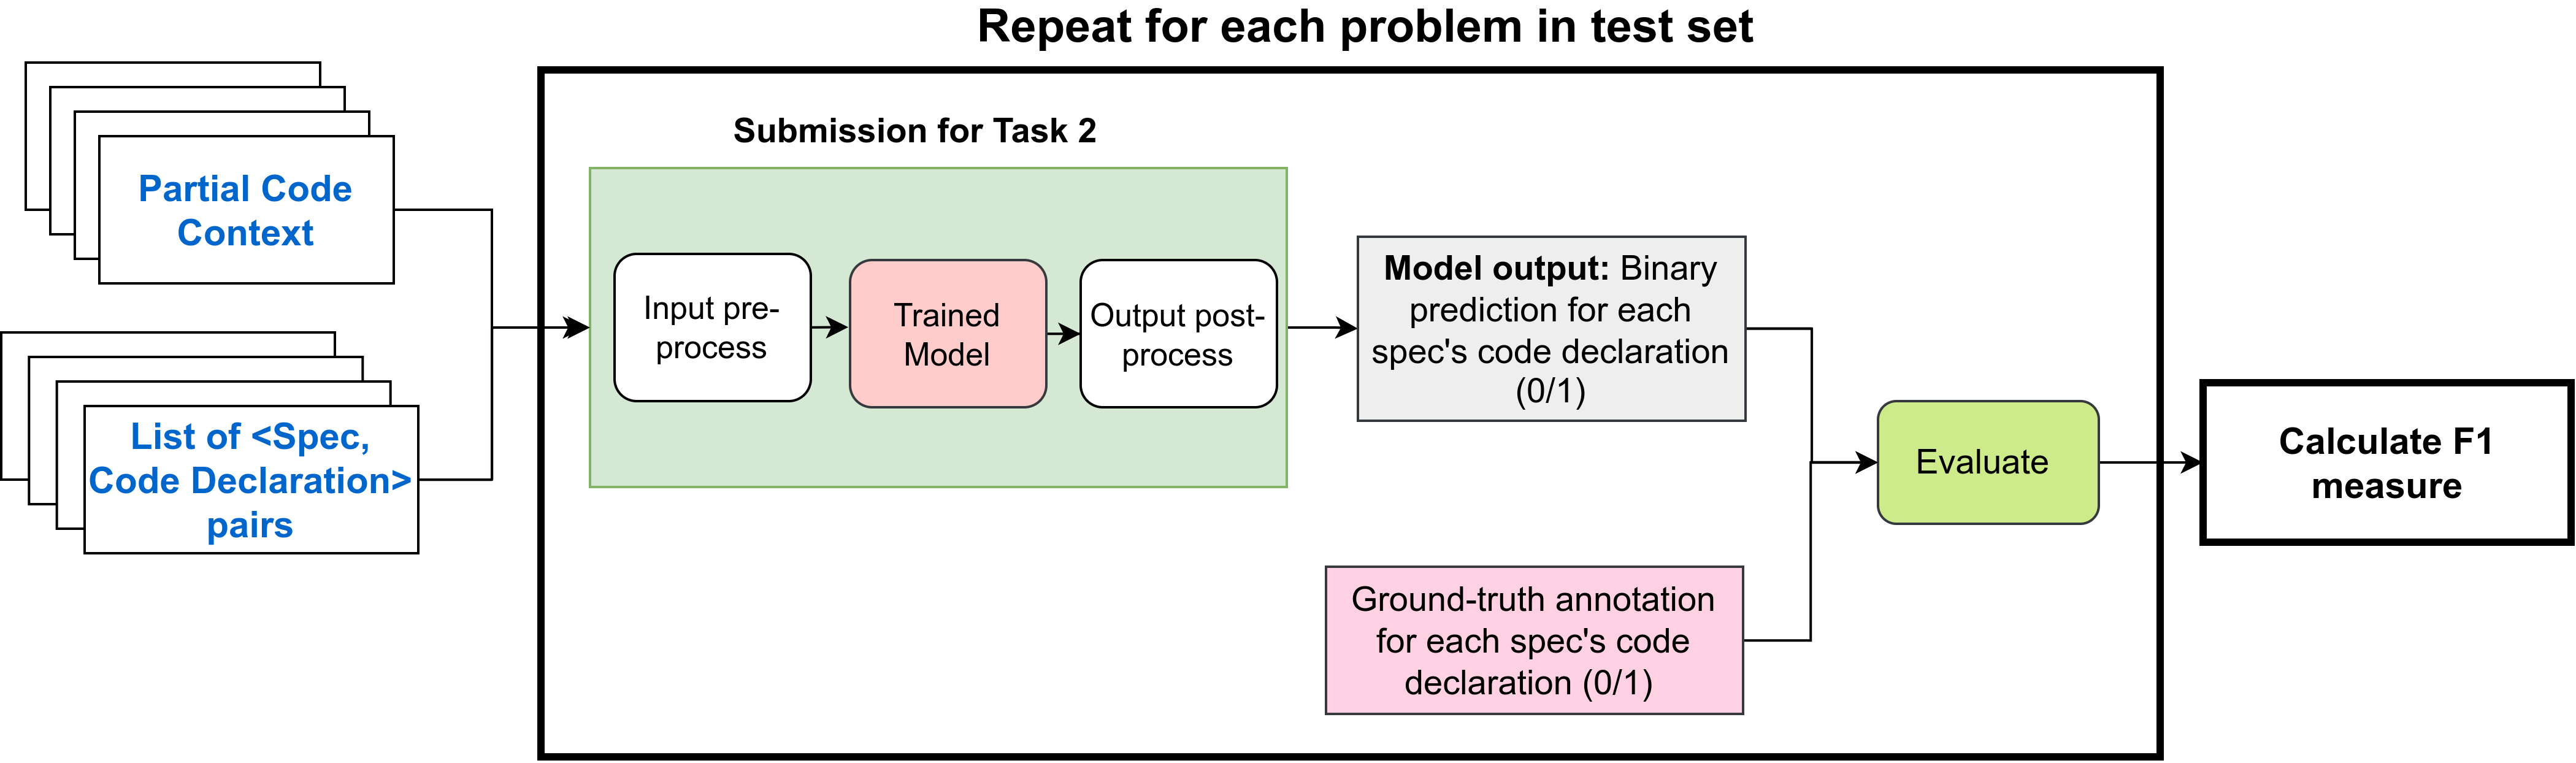 Repeat for each problem in test set
Submission for Task 2
Partial Code
Context
List of <Spec,
Code Declaration>
pairs
Input pre-
process
Trained
Model
Output post-
process
Model output: Binary
prediction for each
spec's code declaration
(0/1)
Ground-truth annotation
for each spec's code
declaration (0/1)
Evaluate
Calculate F1
measure